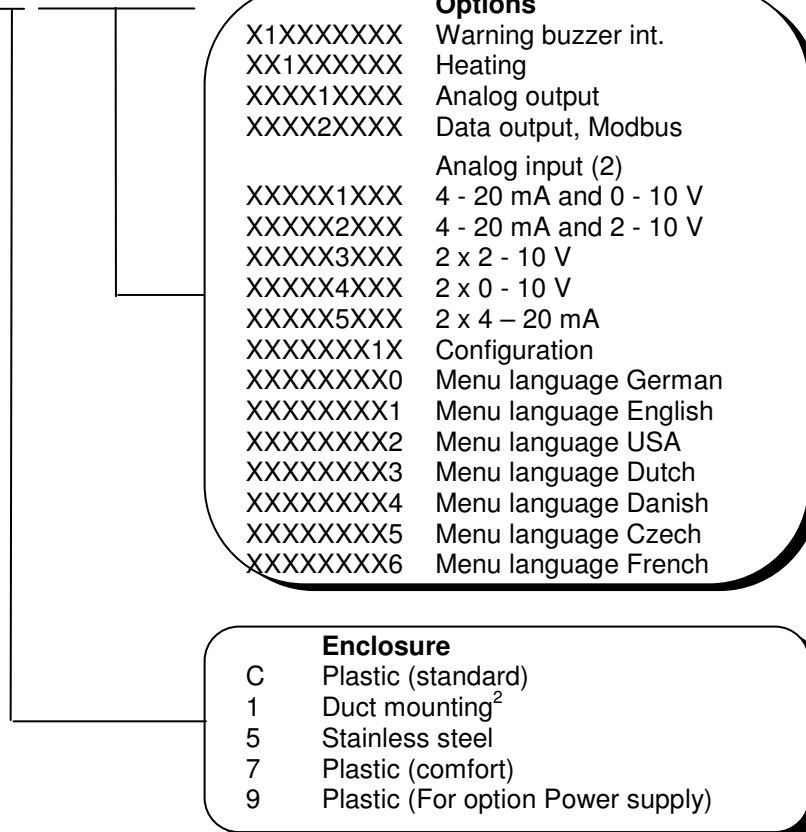 Options
X1XXXXXXX Warning buzzer int.
XX1XXXXXX Heating
XXXX1XXXX Analog output
XXXX2XXXX Data output, Modbus
Analog input (2)
XXXXX1XXX 4 - 20 mA and 0 - 10 V
XXXXX2XXX 4 - 20 mA and 2 - 10 V
XXXXX3XXX 2 x 2 - 10 V
XXXXX4XXX 2 x 0 - 10 V
XXXXX5XXX 2 x 4 – 20 mA
XXXXXXX1X Configuration
XXXXXXXX0 Menu language German
XXXXXXXX1 Menu language English
XXXXXXXX2 Menu language USA
XXXXXXXX3 Menu language Dutch
XXXXXXXX4 Menu language Danish
XXXXXXXX5 Menu language Czech
XXXXXXXX6 Menu language French
Enclosure
C Plastic (standard)
1 Duct mounting²
5 Stainless steel
7 Plastic (comfort)
9 Plastic (For option Power supply)